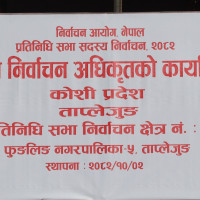 निर्वाचन आयोग, नेपाल
प्रतिनिधि सभा सदस्य निर्वाचन, २०८२
निर्वाचन अधिकृतको कार्या
कोशी प्रदेश
ताप्लेजुङ
तिनिधि सभा निर्वाचन क्षेत्र नं. :
फुङलिङ नगरपालिका-५, ताप्लेजुङ
स्थापना : २०८२/१०/०२